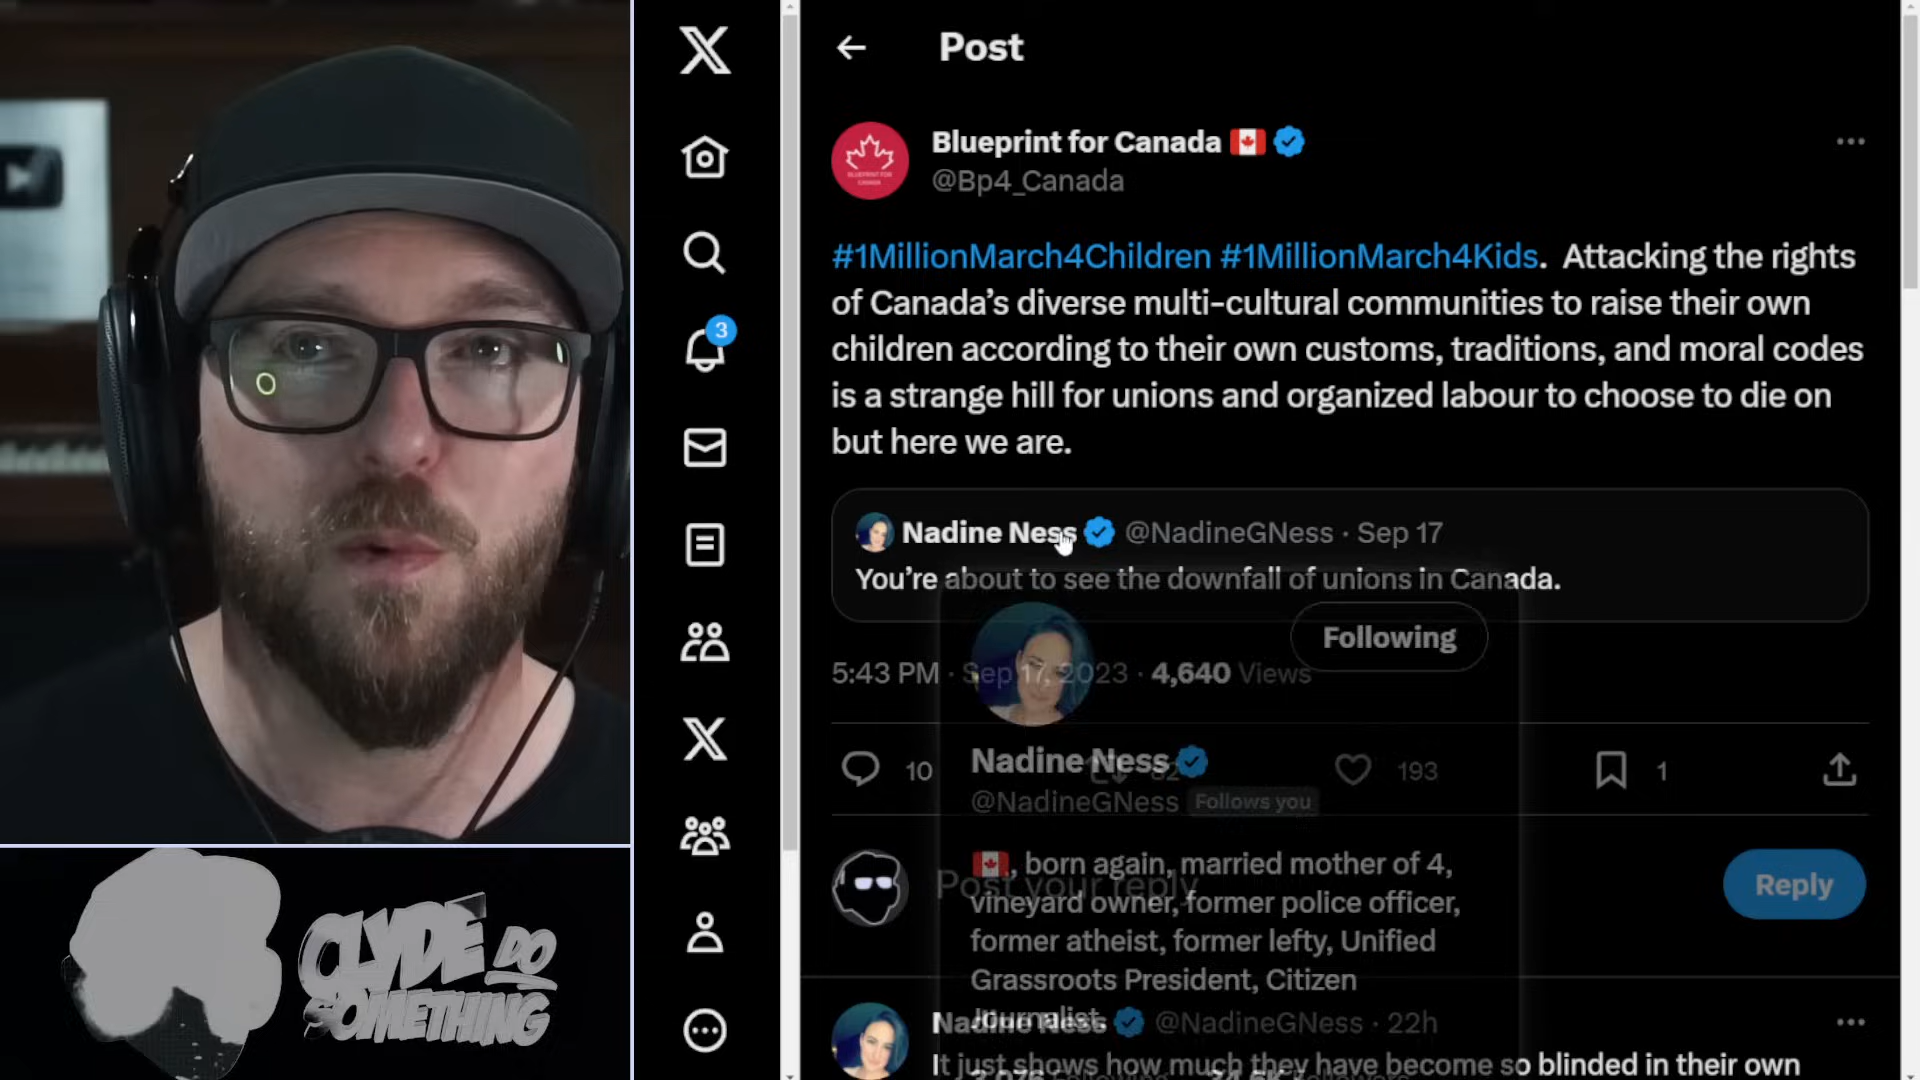 Post
Blueprint for Canada
@Bp4_Canada
#1MillionMarch4Children #1MillionMarch4Kids. Attacking the rights
of Canada’s diverse multi-cultural communities to raise their own
children according to their own customs, traditions, and moral codes
is a strange hill for unions and organized labour to choose to die on
but here we are.
3
Nadine Ness @NadineGNess · Sep 17
You’re about to see the downfall of unions in Canada.
Following
5:43 PM · Sep 17, 2023 · 4,640 Views
Nadine Ness
10
193
1
@NadineGNess Follows you
Post your reply
Reply
, born again, married mother of 4,
vineyard owner, former police officer,
former atheist, former lefty, Unified
Grassroots President, Citizen
Journalist.
Nadine Ness @NadineGNess · 22h
It just shows how much they have become so blinded in their own
CLYDE DO
SOMETHING